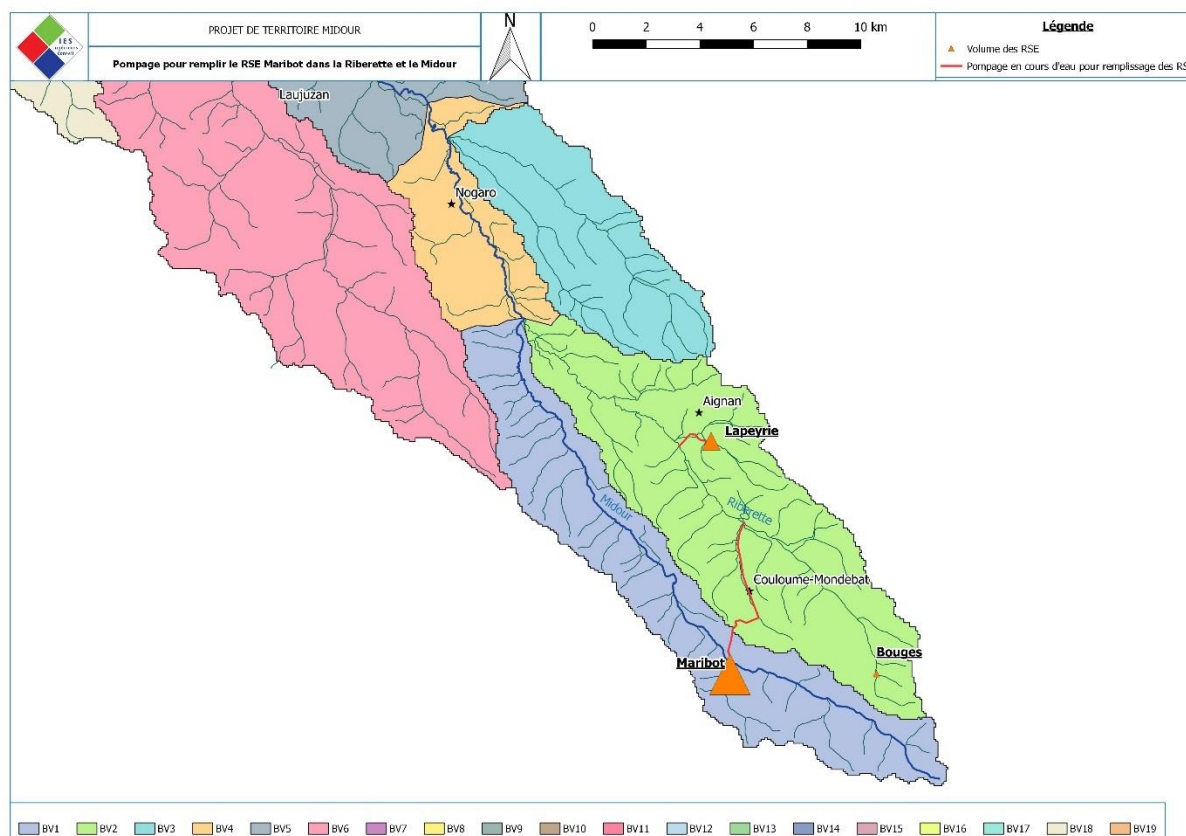 IES
Ingénieurs
Conseil
PROJET DE TERRITOIRE MIDOUR
Pompage pour remplir le RSE Maribot dans la Riberette et le Midour
N
0 2 4 6 8 10 km
Légende
Volume des RSE
Pompage en cours d'eau pour remplissage des RS
Laujuzan
Nogaro
Aignan
Lapeyrie
Riberette
Midour
Couloume-Mondebat
Maribot
Bouges
BV1 BV2 BV3 BV4 BV5 BV6 BV7 BV8 BV9 BV10 BV11 BV12 BV13 BV14 BV15 BV16 BV17 BV18 BV19